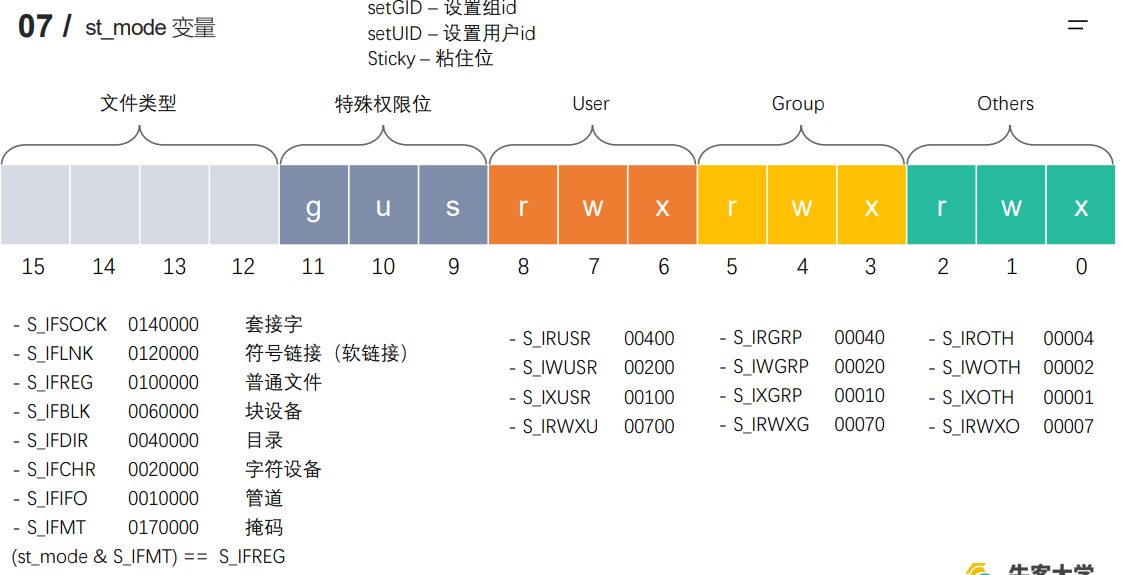 setGID – 设置组id
07 / st_mode 变量
setUID – 设置用户id
Sticky – 粘住位
文件类型 特殊权限位 User Group Others
g u s r w x r w x r w x
15 14 13 12 11 10 9 8 7 6 5 4 3 2 1 0
- S_IFSOCK 0140000 套接字
- S_IFLNK 0120000 符号链接（软链接）
- S_IFREG 0100000 普通文件
- S_IFBLK 0060000 块设备
- S_IFDIR 0040000 目录
- S_IFCHR 0020000 字符设备
- S_IFIFO 0010000 管道
- S_IFMT 0170000 掩码
(st_mode & S_IFMT) == S_IFREG
- S_IRUSR 00400
- S_IWUSR 00200
- S_IXUSR 00100
- S_IRWXU 00700
- S_IRGRP 00040
- S_IWGRP 00020
- S_IXGRP 00010
- S_IRWXG 00070
- S_IROTH 00004
- S_IWOTH 00002
- S_IXOTH 00001
- S_IRWXO 00007
牛客大学